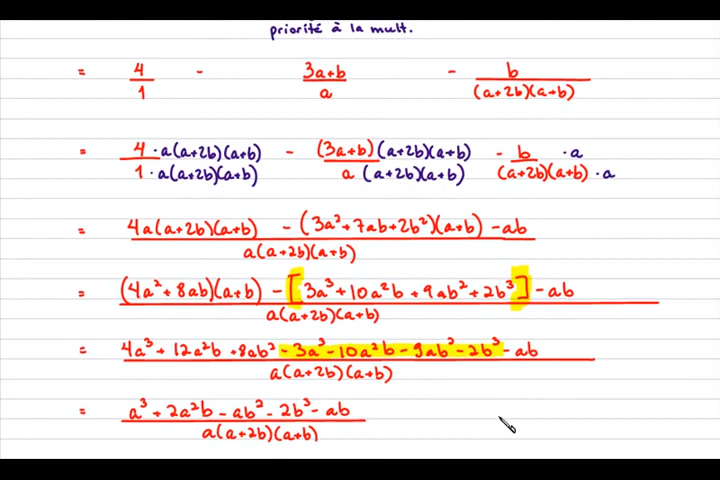 priorité à la mult.
= 4/1 - (3a+b)/a - b/((a+2b)(a+b))
= (4·a(a+2b)(a+b))/(1·a(a+2b)(a+b)) - ((3a+b)(a+2b)(a+b))/(a(a+2b)(a+b)) - (b·a)/((a+2b)(a+b)·a)
= (4a(a+2b)(a+b) - (3a²+7ab+2b²)(a+b) - ab)/(a(a+2b)(a+b))
= ((4a²+8ab)(a+b) - [3a³+10a²b+9ab²+2b³] - ab)/(a(a+2b)(a+b))
= (4a³+12a²b+8ab²-3a³-10a²b-9ab²-2b³-ab)/(a(a+2b)(a+b))
= (a³+2a²b-ab²-2b³-ab)/(a(a+2b)(a+b))